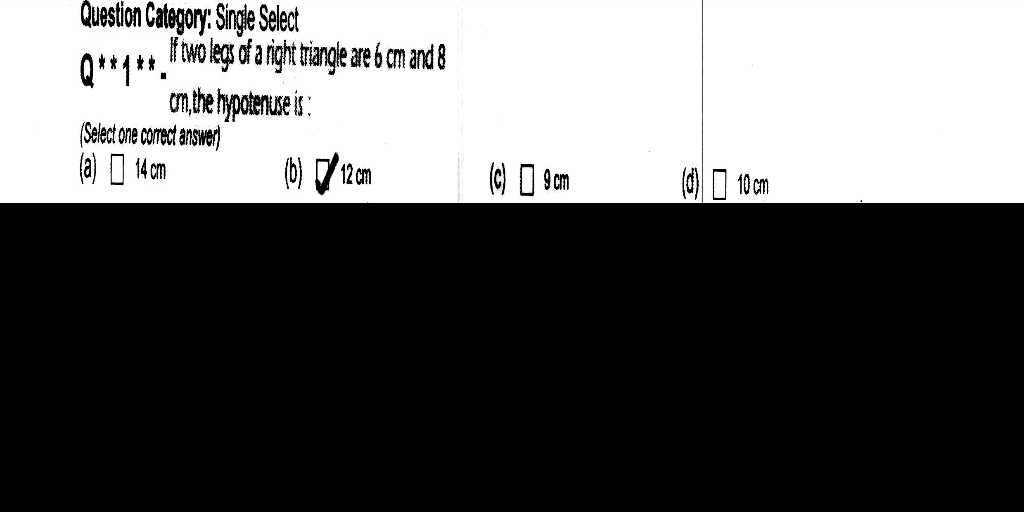 Question Category: Single Select
Q**1**- If two legs of a right triangle are 6 cm and 8
cm,the hypotenuse is :
(Select one correct answer)
(a) ☐ 14 cm (b) ☑ 12 cm (c) ☐ 9 cm (d) ☐ 10 cm